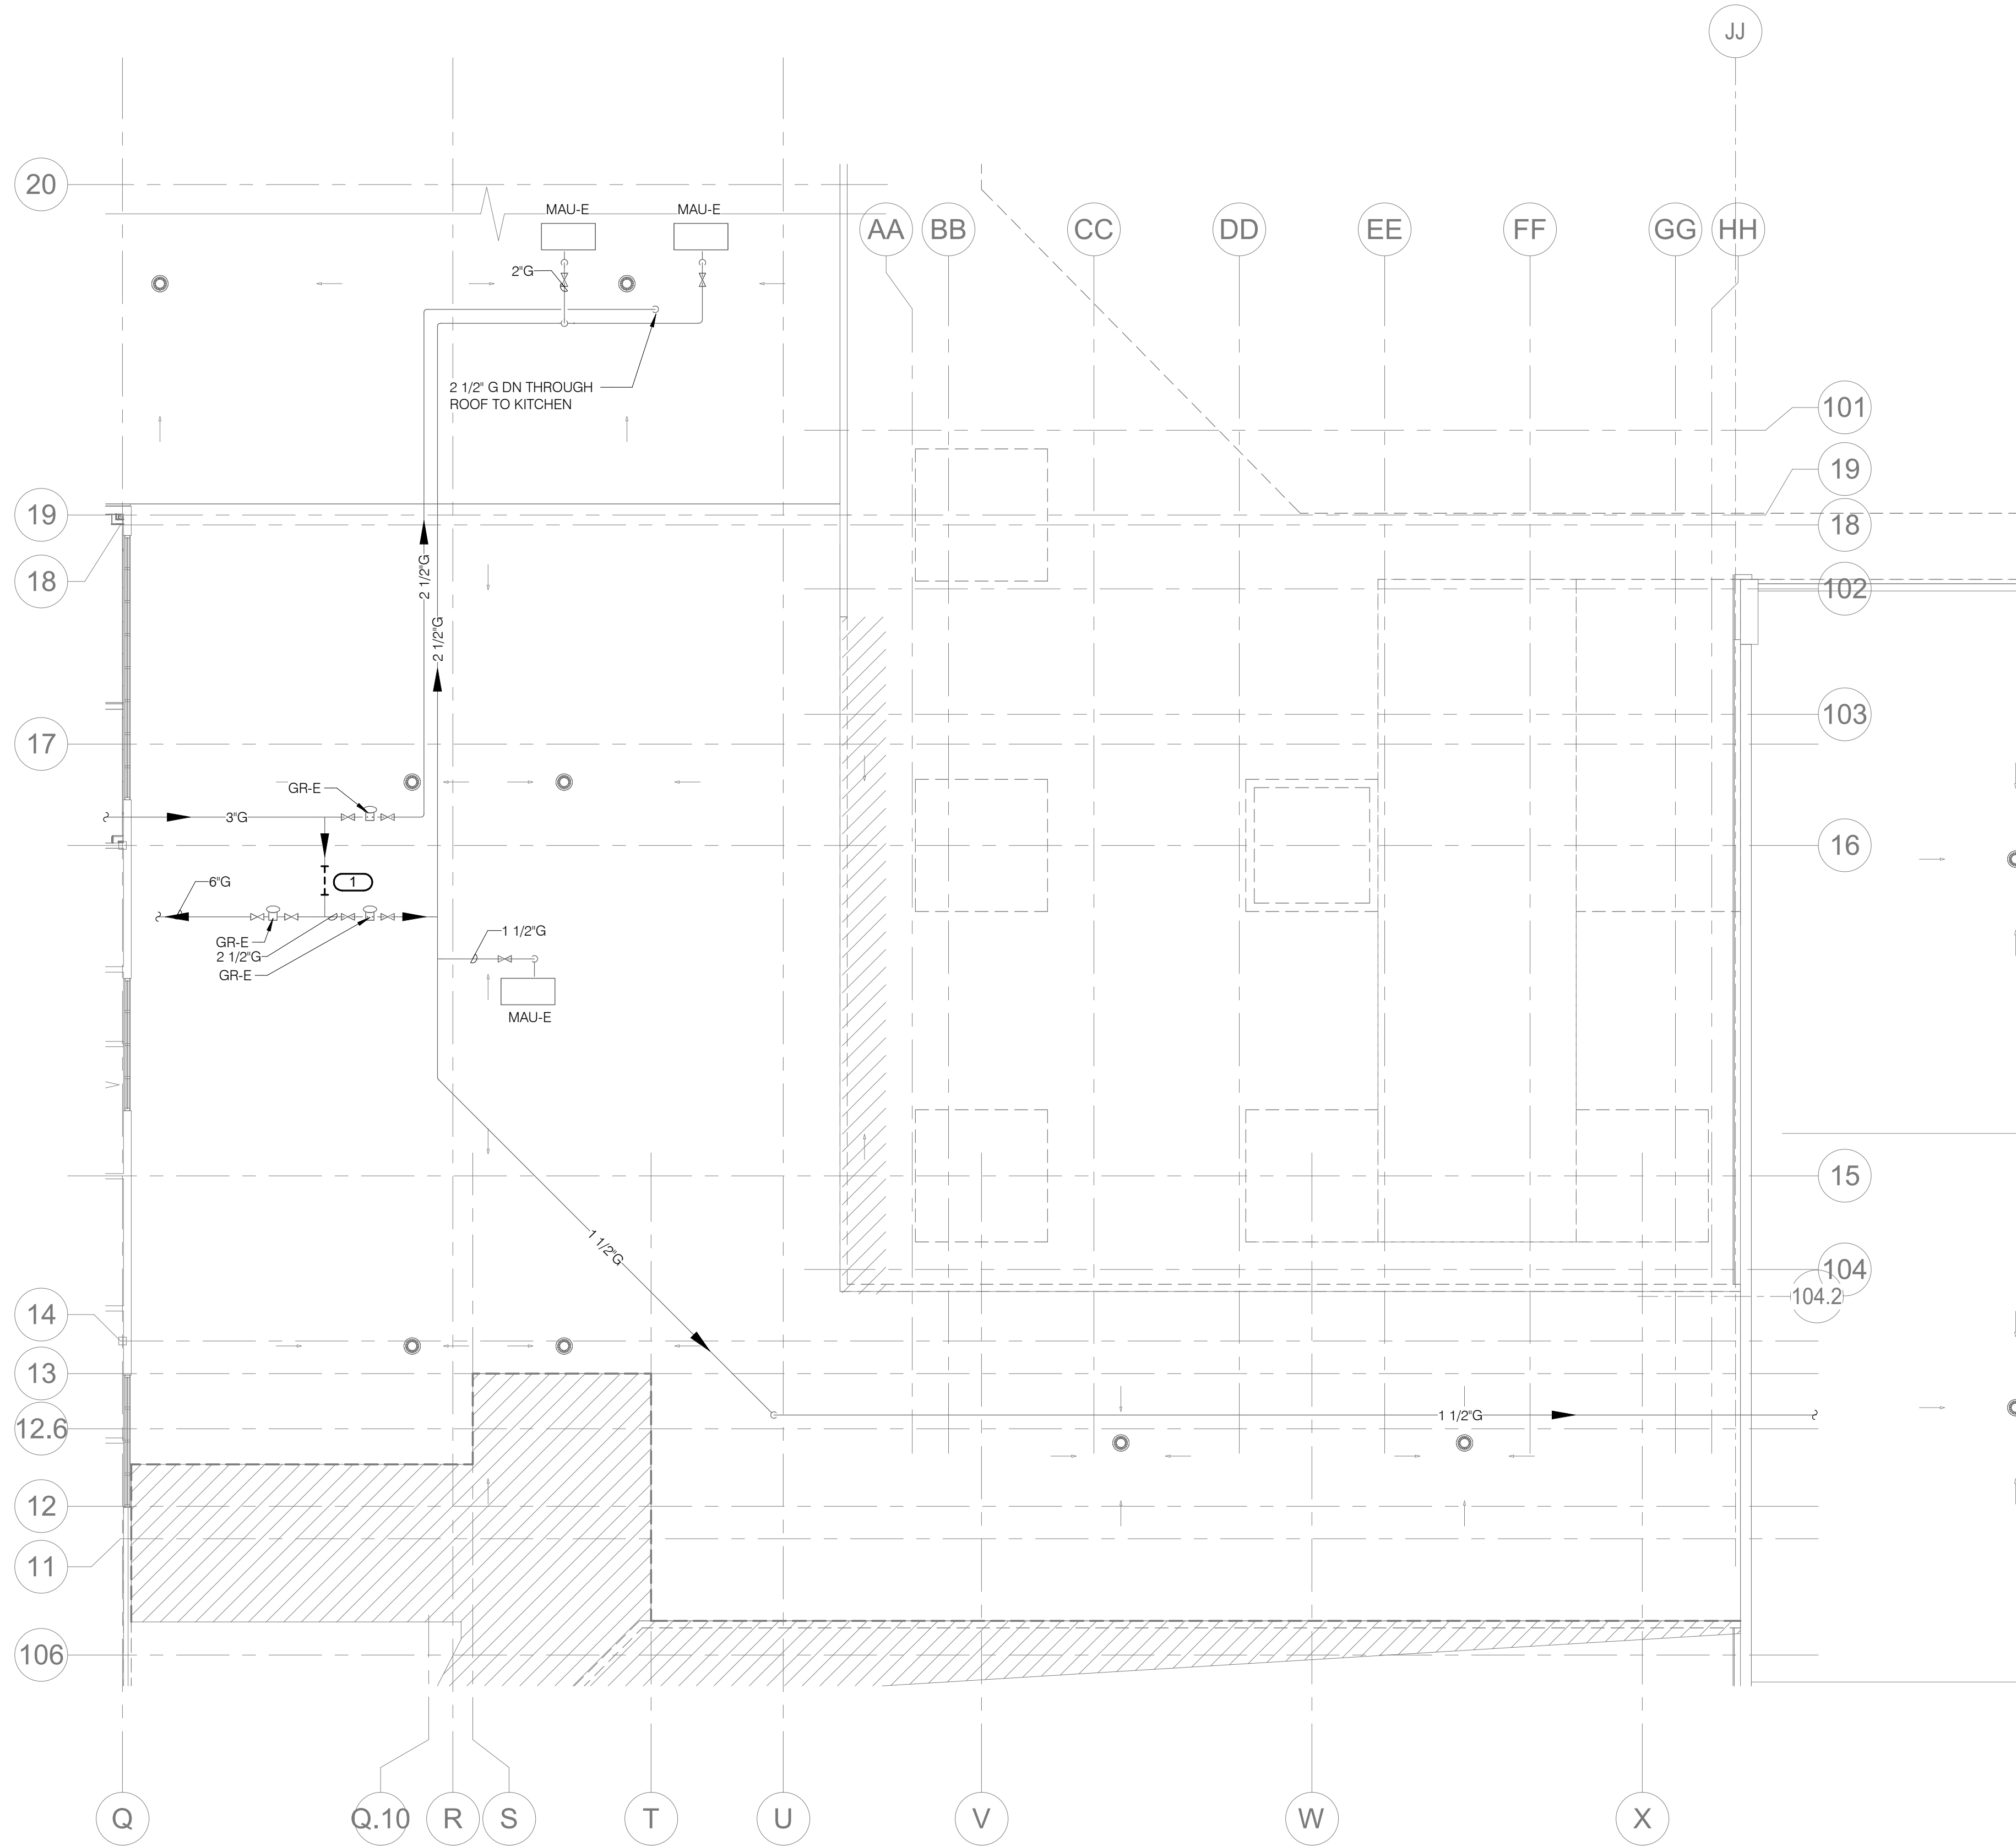 JJ
20
MAU-E
MAU-E
AA
BB
CC
DD
EE
FF
GG
HH
2"G
2 1/2" G DN THROUGH
ROOF TO KITCHEN
101
19
19
18
18
2 1/2"G
102
2 1/2"G
103
17
GR-E
3"G
16
1
6"G
GR-E
2 1/2"G
GR-E
1 1/2"G
MAU-E
15
1 1/2"G
104
104.2
14
13
12.6
1 1/2"G
12
11
106
Q
Q.10
R
S
T
U
V
W
X